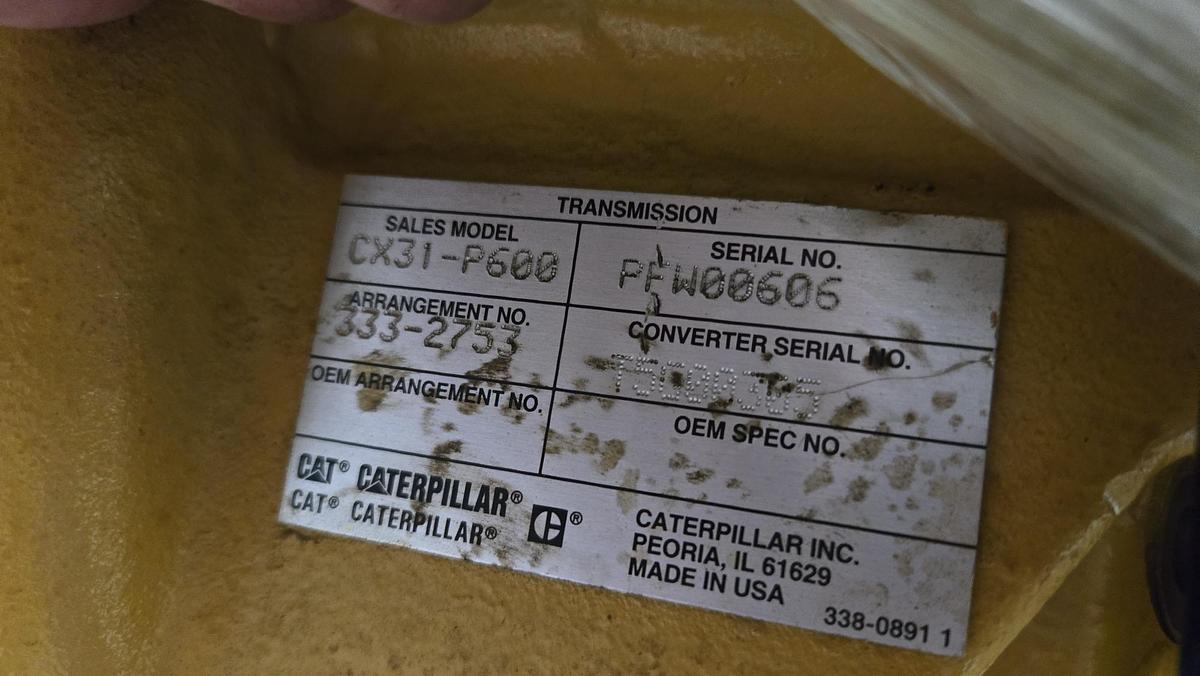 TRANSMISSION
SALES MODEL
CX31-P600
SERIAL NO.
PFW00606
ARRANGEMENT NO.
333-2753
CONVERTER SERIAL NO.
OEM ARRANGEMENT NO.
OEM SPEC NO.
CAT® CATERPILLAR®
CAT® CATERPILLAR®
®
CATERPILLAR INC.
PEORIA, IL 61629
MADE IN USA
338-0891 1